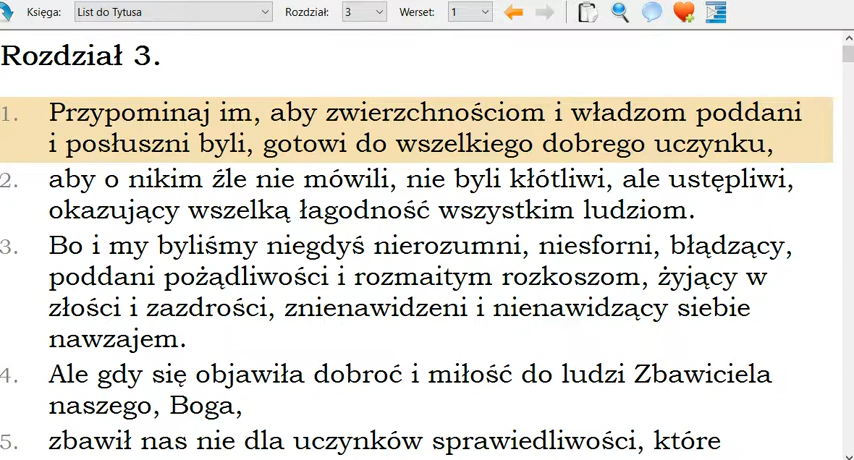 Księga: List do Tytusa Rozdział: 3 Werset: 1
Rozdział 3.
1. Przypominaj im, aby zwierzchnościom i władzom poddani
i posłuszni byli, gotowi do wszelkiego dobrego uczynku,
2. aby o nikim źle nie mówili, nie byli kłótliwi, ale ustępliwi,
okazujący wszelką łagodność wszystkim ludziom.
3. Bo i my byliśmy niegdyś nierozumni, niesforni, błądzący,
poddani pożądliwości i rozmaitym rozkoszom, żyjący w
złości i zazdrości, znienawidzeni i nienawidzący siebie
nawzajem.
4. Ale gdy się objawiła dobroć i miłość do ludzi Zbawiciela
naszego, Boga,
5. zbawił nas nie dla uczynków sprawiedliwości, które